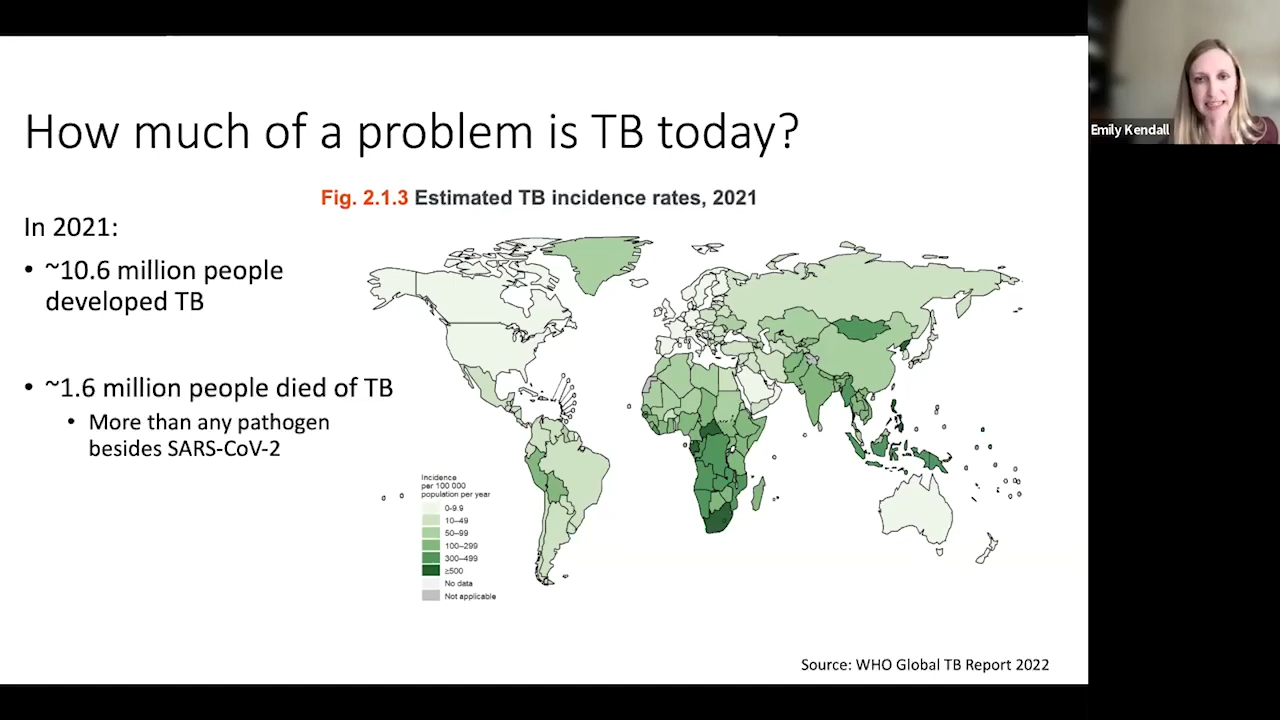 How much of a problem is TB today?
Emily Kendall
Fig. 2.1.3 Estimated TB incidence rates, 2021
In 2021:
• ~10.6 million people
developed TB
• ~1.6 million people died of TB
• More than any pathogen
besides SARS-CoV-2
Incidence
per 100 000
population per year
0-9.9
10–49
50–99
100–299
300–499
≥500
No data
Not applicable
Source: WHO Global TB Report 2022